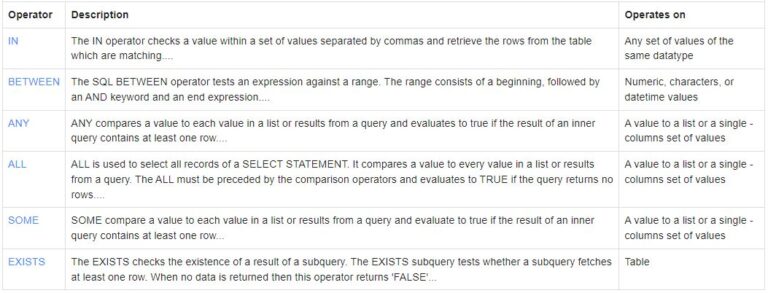 Operator Description Operates on
IN The IN operator checks a value within a set of values separated by commas and retrieve the rows from the table Any set of values of the
which are matching.... same datatype
BETWEEN The SQL BETWEEN operator tests an expression against a range. The range consists of a beginning, followed by Numeric, characters, or
an AND keyword and an end expression.... datetime values
ANY ANY compares a value to each value in a list or results from a query and evaluates to true if the result of an inner A value to a list or a single -
query contains at least one row.... columns set of values
ALL ALL is used to select all records of a SELECT STATEMENT. It compares a value to every value in a list or results A value to a list or a single -
from a query. The ALL must be preceded by the comparison operators and evaluates to TRUE if the query returns no columns set of values
rows....
SOME SOME compare a value to each value in a list or results from a query and evaluate to true if the result of an inner A value to a list or a single -
query contains at least one row... columns set of values
EXISTS The EXISTS checks the existence of a result of a subquery. The EXISTS subquery tests whether a subquery fetches Table
at least one row. When no data is returned then this operator returns 'FALSE'...